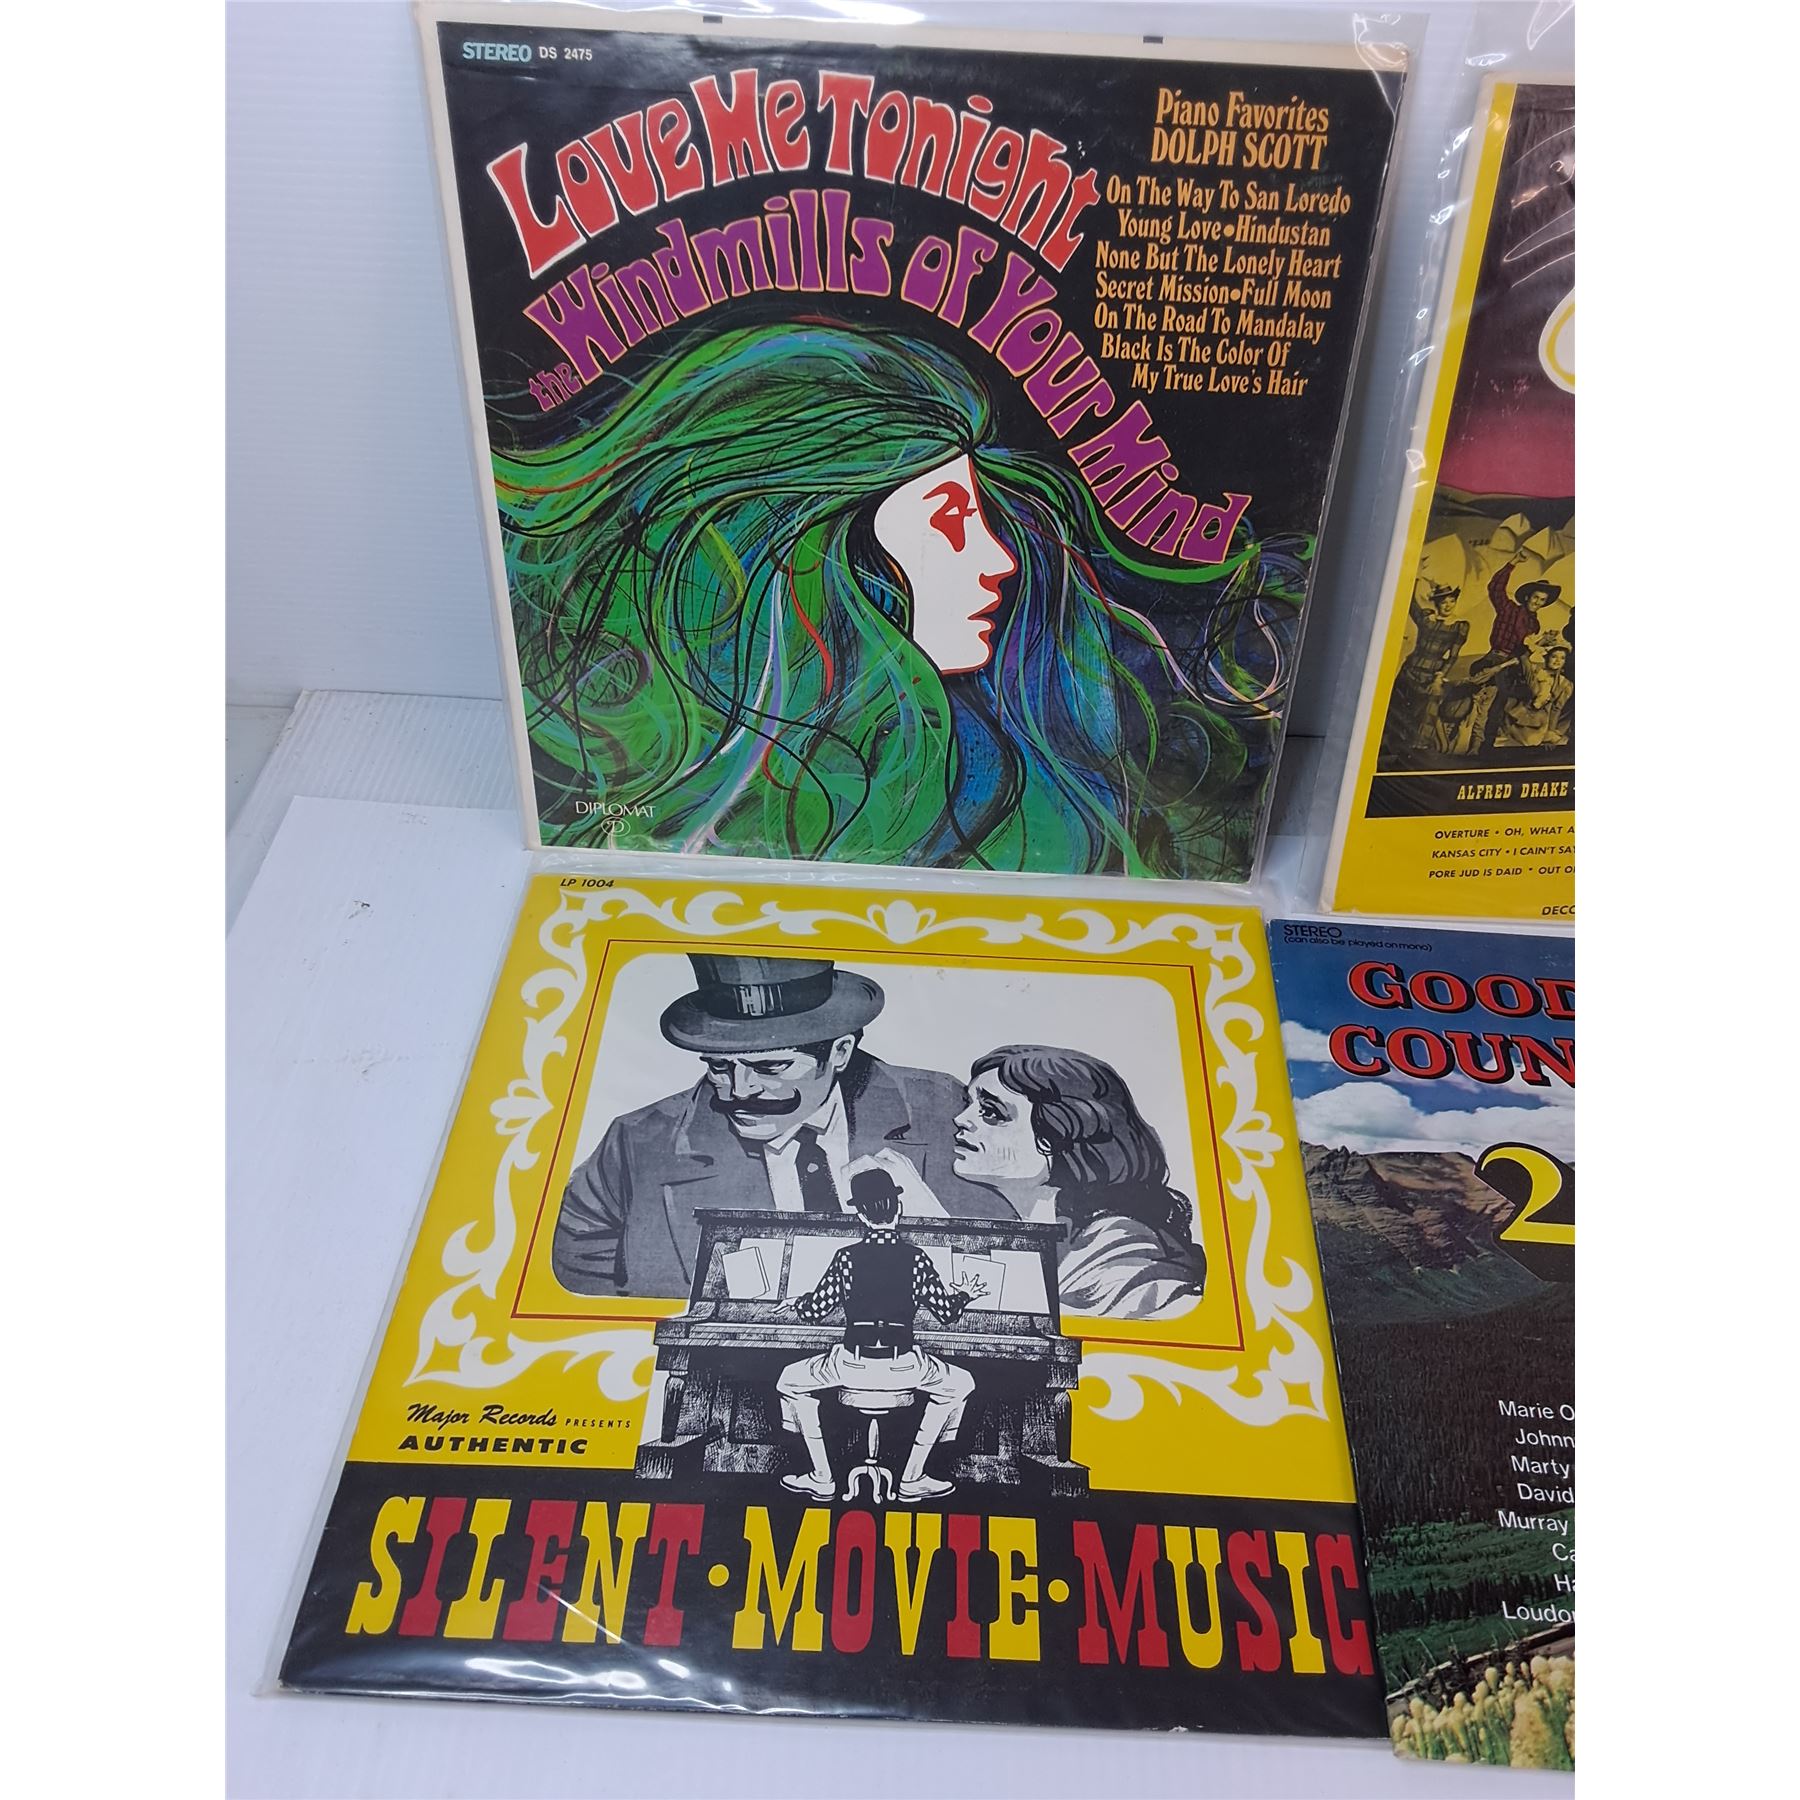 STEREO DS 2475
Love Me Tonight
the Windmills of Your Mind
Piano Favorites
DOLPH SCOTT
On The Way To San Loredo
Young Love•Hindustan
None But The Lonely Heart
Secret Mission•Full Moon
On The Road To Mandalay
Black Is The Color Of
My True Love's Hair
DIPLOMAT
D
ALFRED DRAKE
OVERTURE • OH, WHAT A
KANSAS CITY • I CAIN'T SAY
PORE JUD IS DAID • OUT O
DECC
LP 1004
Major Records PRESENTS
AUTHENTIC
SILENT•MOVIE•MUSIC
STEREO
(can also be played on mono)
GOOD
COUN
2
Marie O
Johnn
Marty
David
Murray
Ca
Ha
Loudon